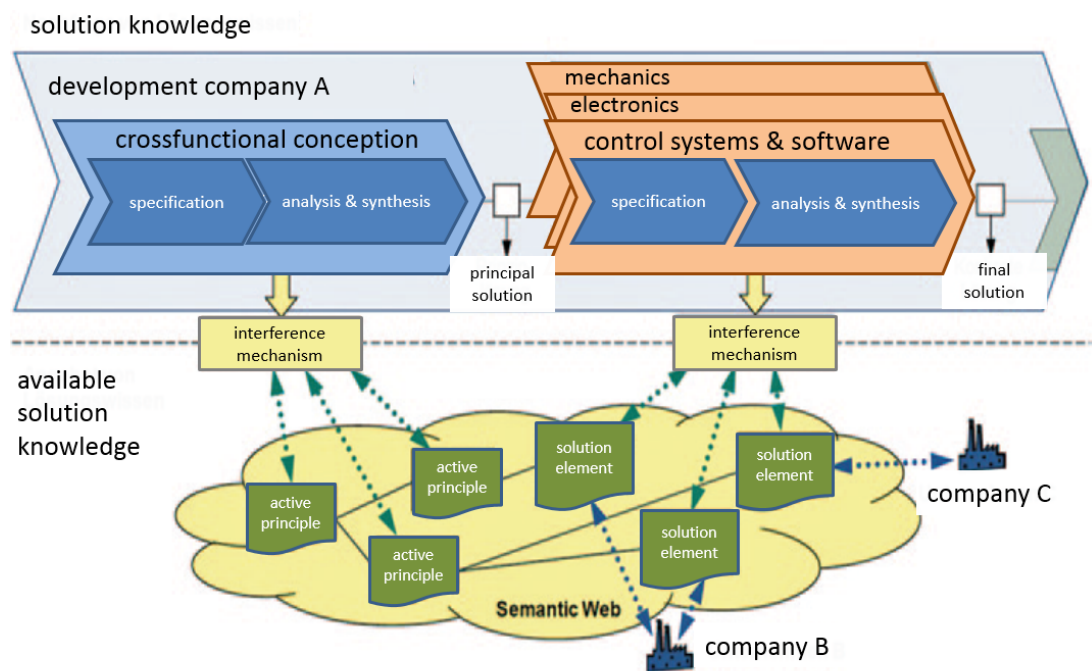 solution knowledge
development company A
crossfunctional conception
specification
analysis & synthesis
principal
solution
mechanics
electronics
control systems & software
specification
analysis & synthesis
final
solution
interference
mechanism
interference
mechanism
available
solution
knowledge
active
principle
active
principle
active
principle
solution
element
solution
element
solution
element
company C
Semantic Web
company B